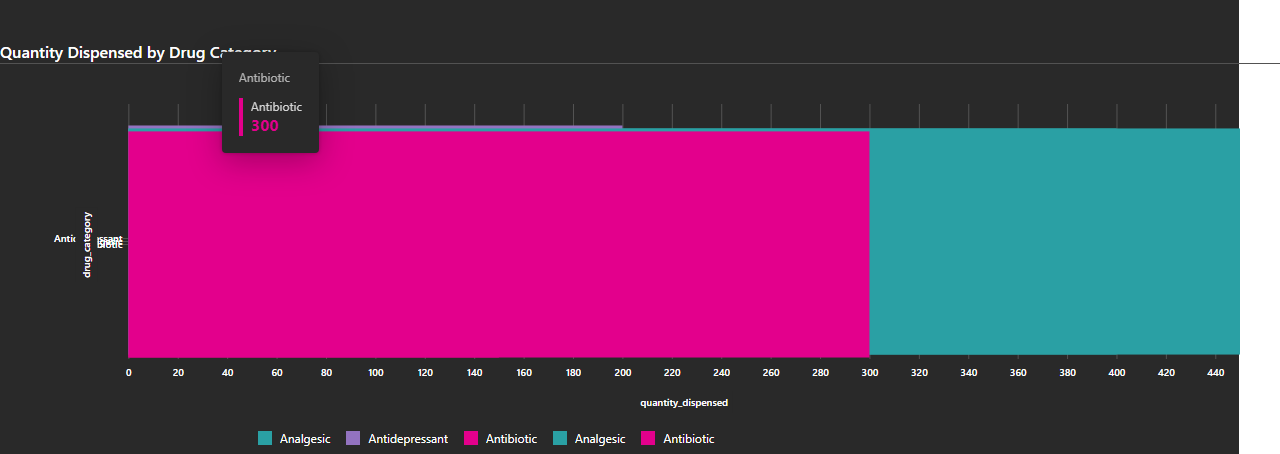 Quantity Dispensed by Drug Category
Antibiotic
Antibiotic
300
drug_category
0 20 40 60 80 100 120 140 160 180 200 220 240 260 280 300 320 340 360 380 400 420 440
quantity_dispensed
Analgesic Antidepressant Antibiotic Analgesic Antibiotic